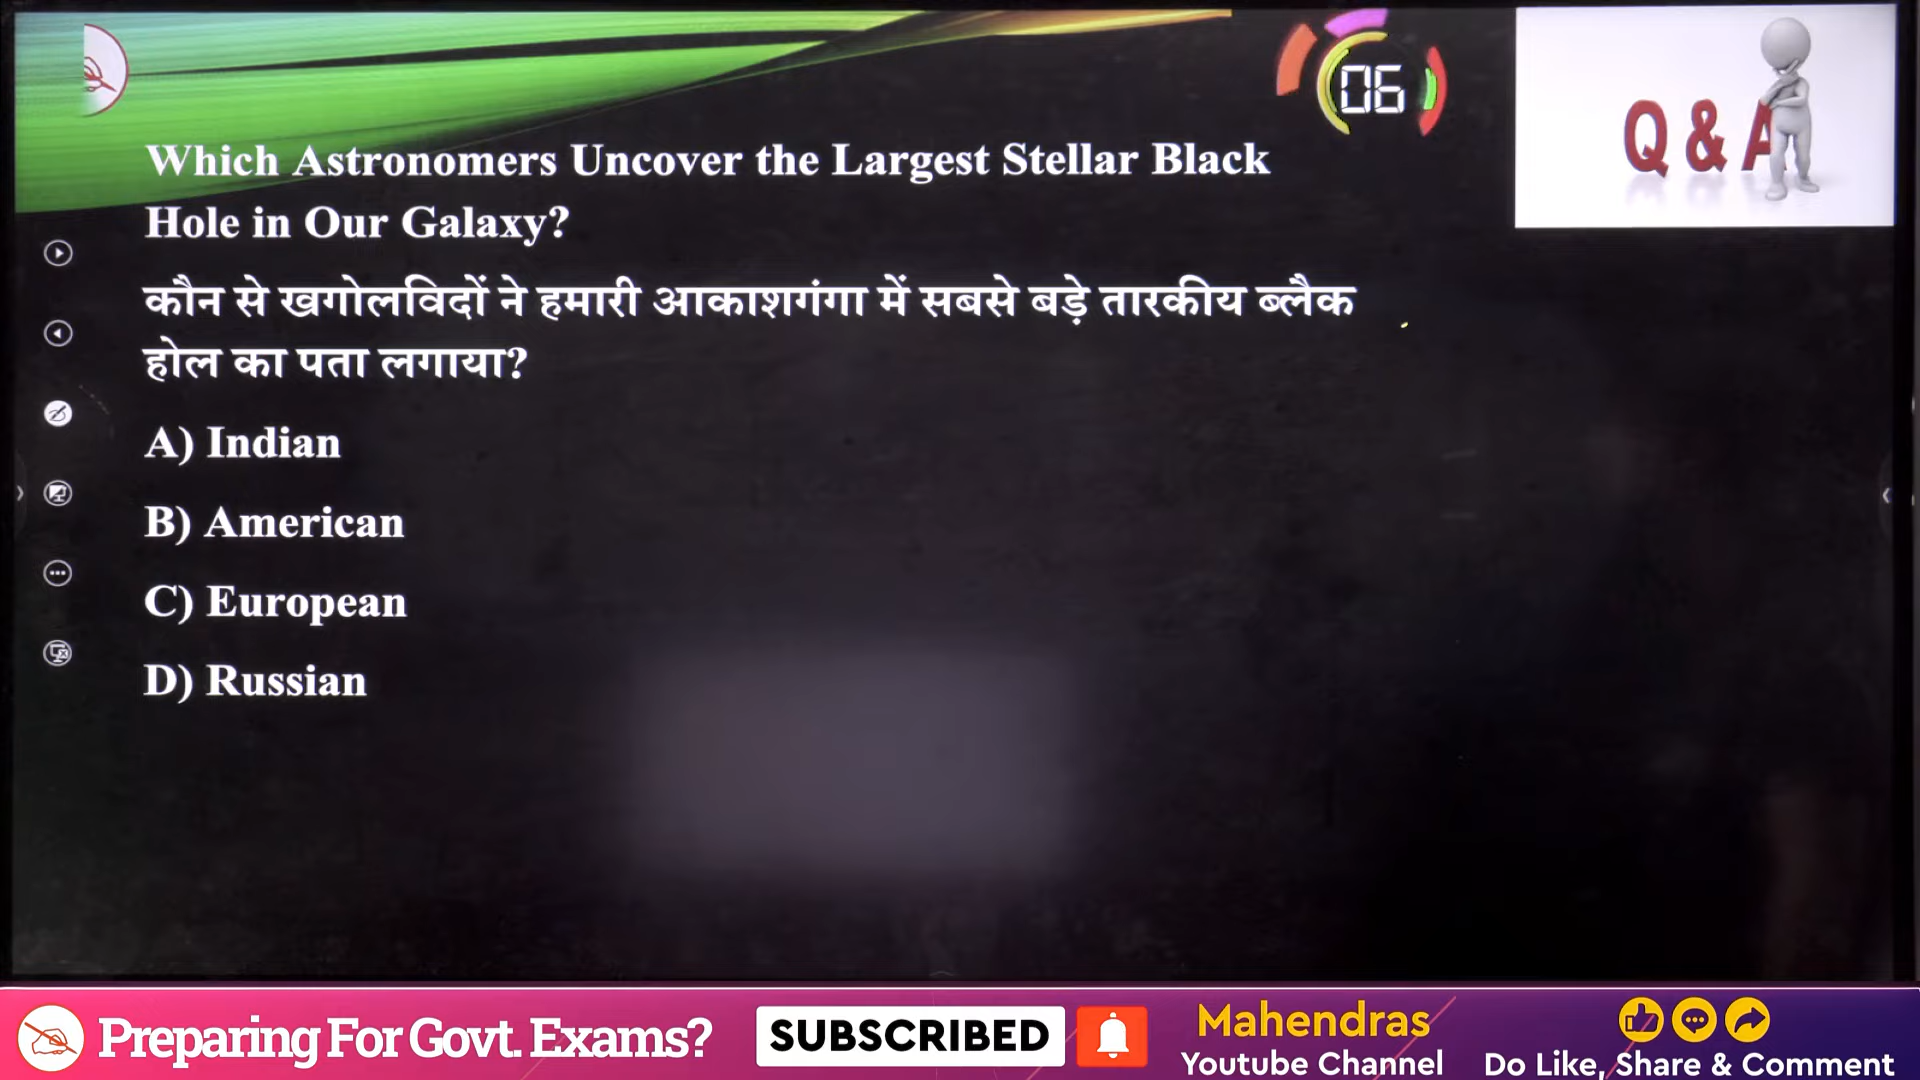 06
Q & A
Which Astronomers Uncover the Largest Stellar Black
Hole in Our Galaxy?
कौन से खगोलविदों ने हमारी आकाशगंगा में सबसे बड़े तारकीय ब्लैक
होल का पता लगाया?
A) Indian
B) American
C) European
D) Russian
Preparing For Govt. Exams?
SUBSCRIBED
Mahendras
Youtube Channel
Do Like, Share & Comment